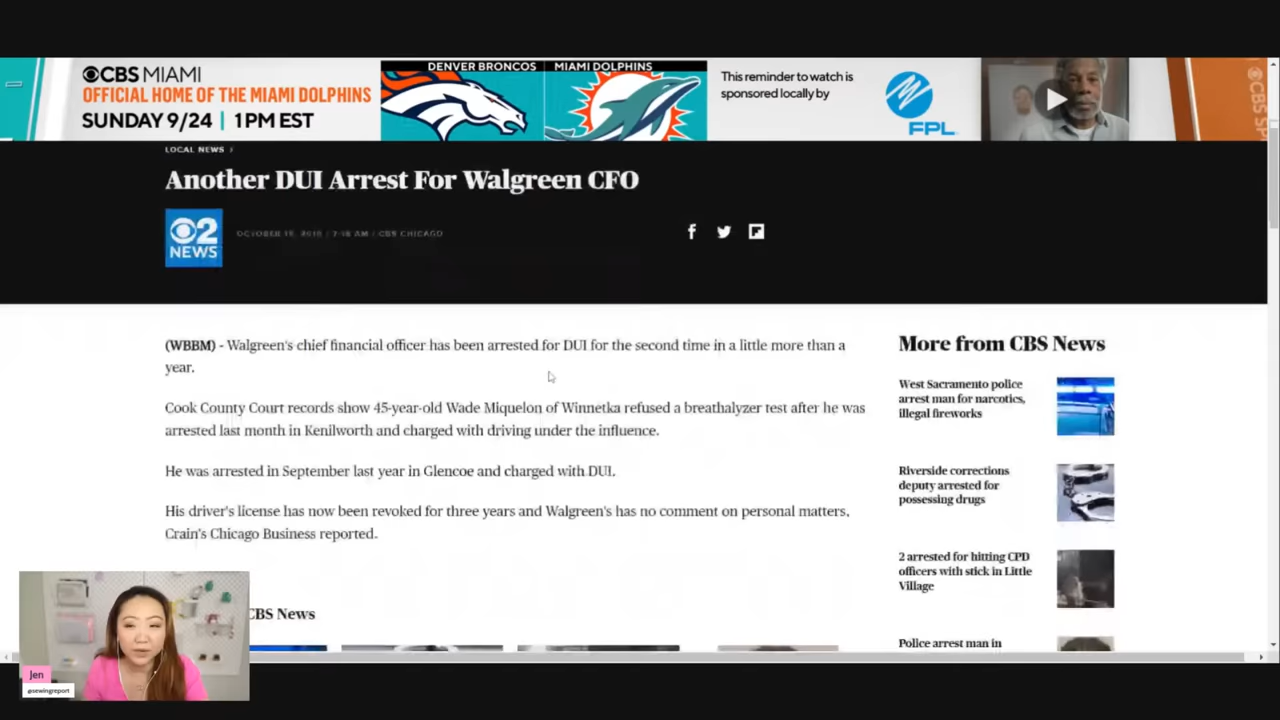 CBS MIAMI
OFFICIAL HOME OF THE MIAMI DOLPHINS
SUNDAY 9/24 | 1 PM EST
DENVER BRONCOS
MIAMI DOLPHINS
This reminder to watch is
sponsored locally by
FPL
CBS SP
LOCAL NEWS
Another DUI Arrest For Walgreen CFO
2
NEWS
/ 7:18 AM / CBS CHICAGO
(WBBM) - Walgreen's chief financial officer has been arrested for DUI for the second time in a little more than a
year.
Cook County Court records show 45-year-old Wade Miquelon of Winnetka refused a breathalyzer test after he was
arrested last month in Kenilworth and charged with driving under the influence.
He was arrested in September last year in Glencoe and charged with DUI.
His driver's license has now been revoked for three years and Walgreen's has no comment on personal matters,
Crain's Chicago Business reported.
CBS News
More from CBS News
West Sacramento police
arrest man for narcotics,
illegal fireworks
Riverside corrections
deputy arrested for
possessing drugs
2 arrested for hitting CPD
officers with stick in Little
Village
Police arrest man in
Jen
@sewingreport